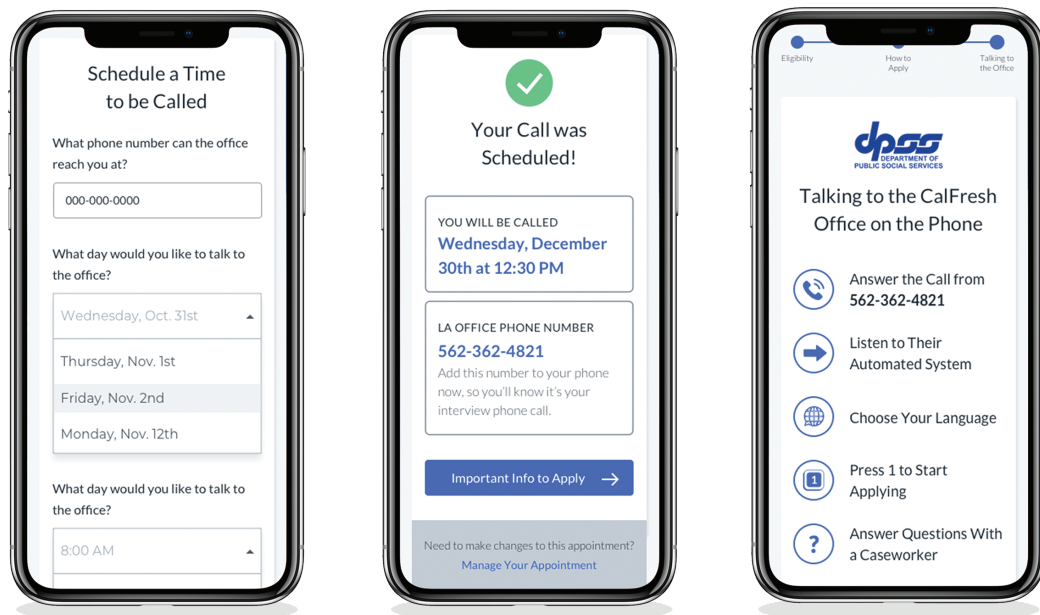 Schedule a Time
to be Called
What phone number can the office
reach you at?
000-000-0000
What day would you like to talk to
the office?
Wednesday, Oct. 31st
Thursday, Nov. 1st
Friday, Nov. 2nd
Monday, Nov. 12th
What day would you like to talk to
the office?
8:00 AM
Your Call was
Scheduled!
YOU WILL BE CALLED
Wednesday, December
30th at 12:30 PM
LA OFFICE PHONE NUMBER
562-362-4821
Add this number to your phone
now, so you'll know it's your
interview phone call.
Important Info to Apply
Need to make changes to this appointment?
Manage Your Appointment
Eligibility
How to
Apply
Talking to
the Office
dpss
DEPARTMENT OF
PUBLIC SOCIAL SERVICES
Talking to the CalFresh
Office on the Phone
Answer the Call from
562-362-4821
Listen to Their
Automated System
Choose Your Language
1
Press 1 to Start
Applying
?
Answer Questions With
a Caseworker